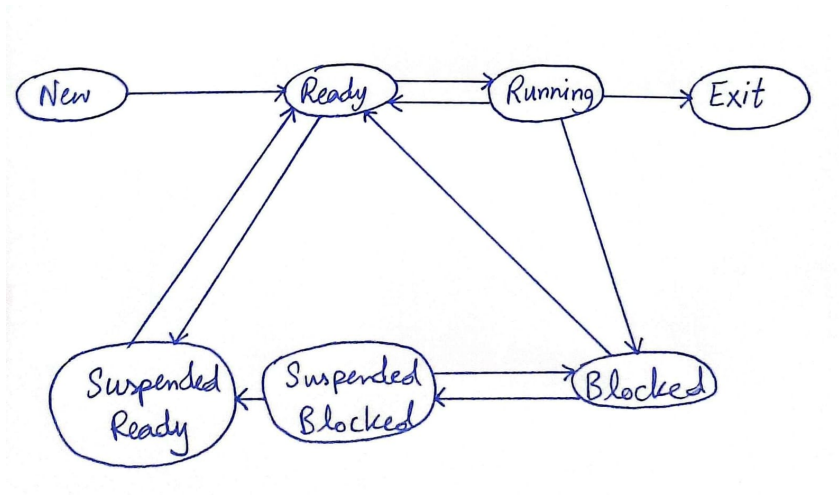 New
Ready
Running
Exit
Suspended
Ready
Suspended
Blocked
Blocked